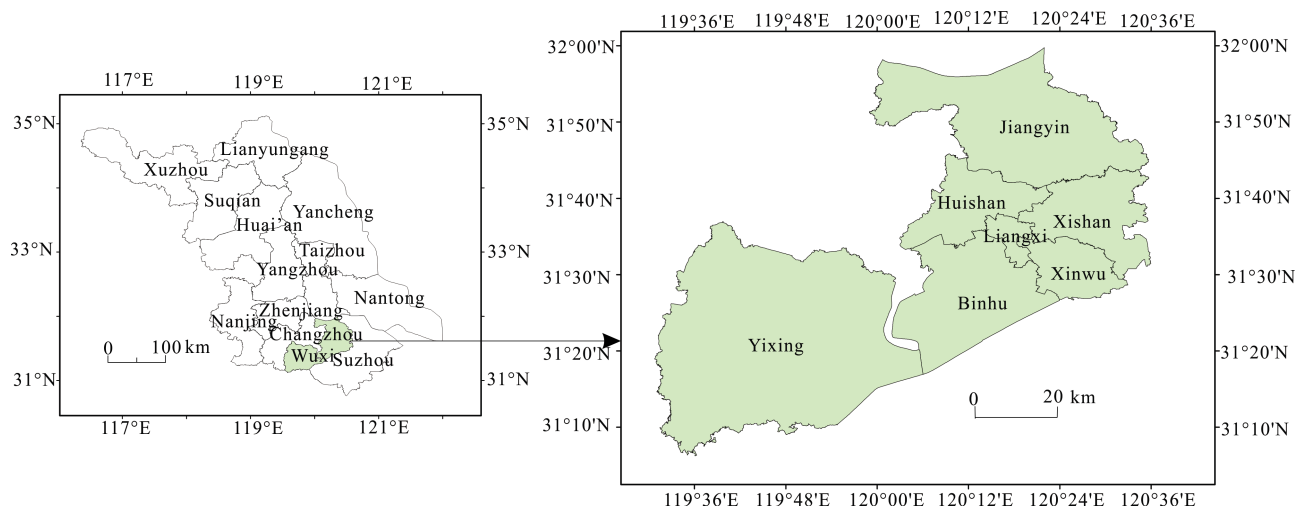 117°E 119°E 121°E
35°N
33°N
31°N
35°N
33°N
31°N
Lianyungang
Xuzhou
Suqian
Yancheng
Huai'an
Taizhou
Yangzhou
Nantong
Zhenjiang
Nanjing
Changzhou
Wuxi
Suzhou
0 100 km
117°E 119°E 121°E
119°36'E 119°48'E 120°00'E 120°12'E 120°24'E 120°36'E
32°00'N
31°50'N
31°40'N
31°30'N
31°20'N
31°10'N
32°00'N
31°50'N
31°40'N
31°30'N
31°20'N
31°10'N
Jiangyin
Huishan
Xishan
Liangxi
Xinwu
Binhu
Yixing
0 20 km
119°36'E 119°48'E 120°00'E 120°12'E 120°24'E 120°36'E